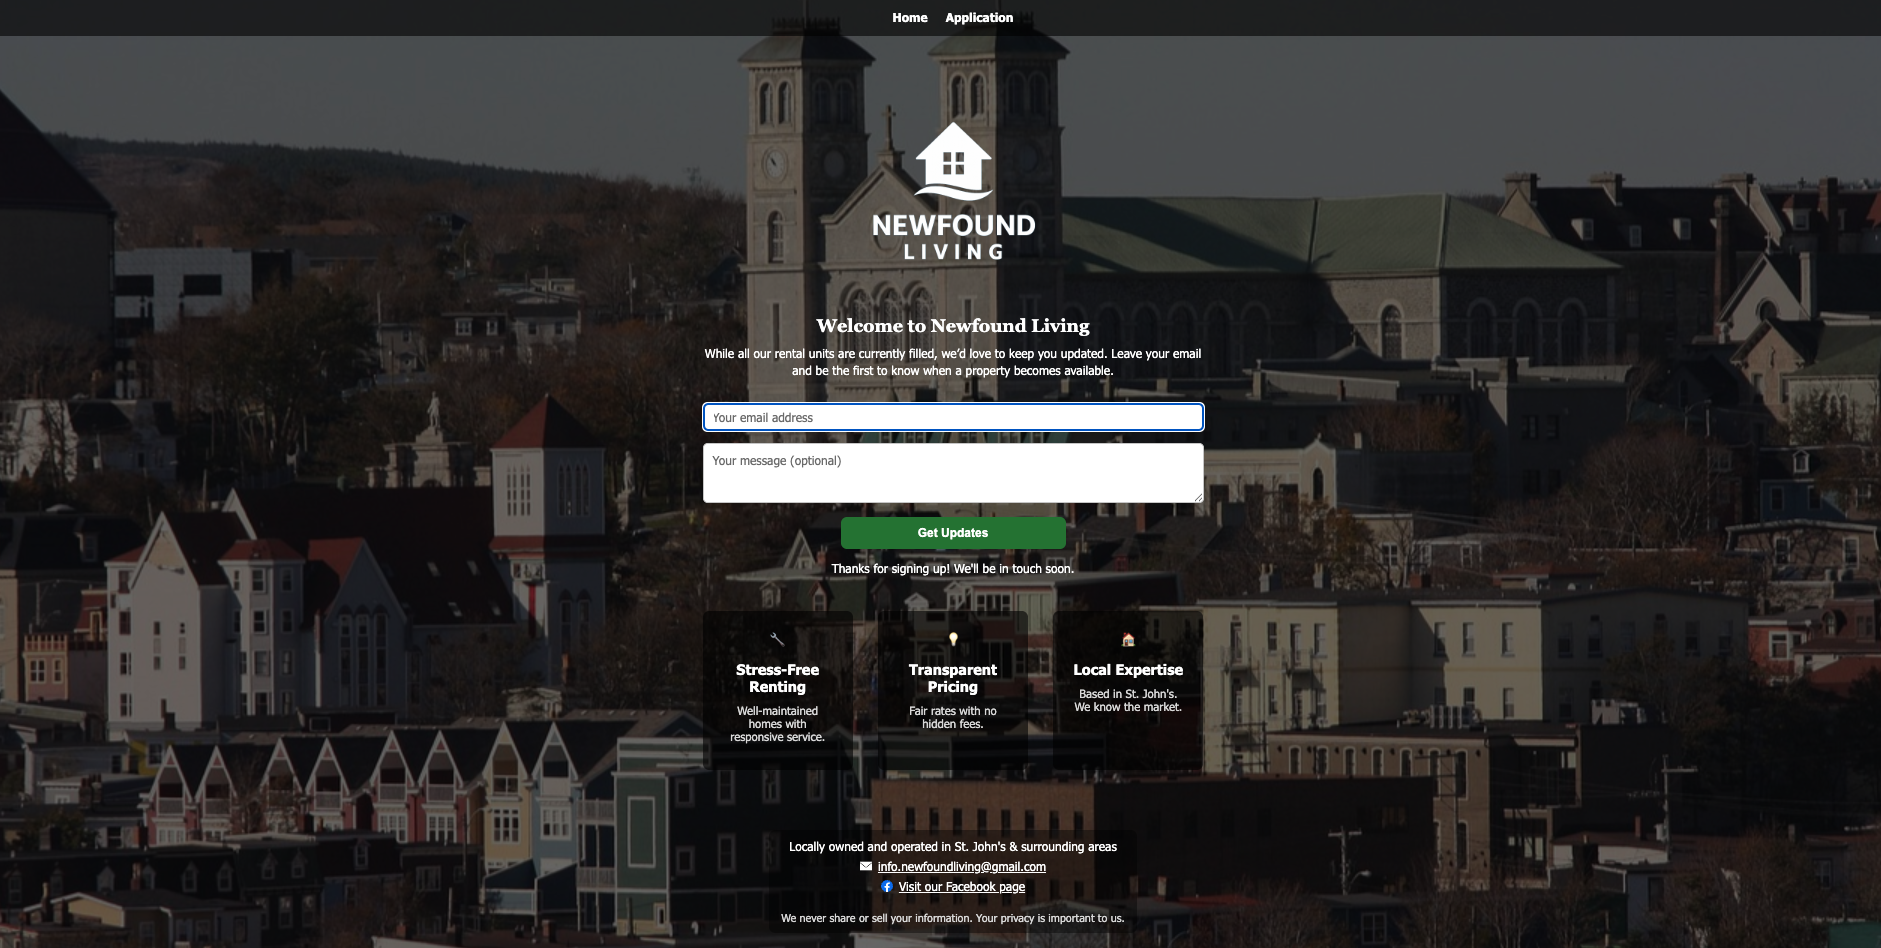 Home Application
NEWFOUND
LIVING
Welcome to Newfound Living
While all our rental units are currently filled, we’d love to keep you updated. Leave your email
and be the first to know when a property becomes available.
Your email address
Your message (optional)
Get Updates
Thanks for signing up! We'll be in touch soon.
Stress-Free
Renting
Well-maintained
homes with
responsive service.
Transparent
Pricing
Fair rates with no
hidden fees.
Local Expertise
Based in St. John's.
We know the market.
Locally owned and operated in St. John's & surrounding areas
info.newfoundliving@gmail.com
Visit our Facebook page
We never share or sell your information. Your privacy is important to us.